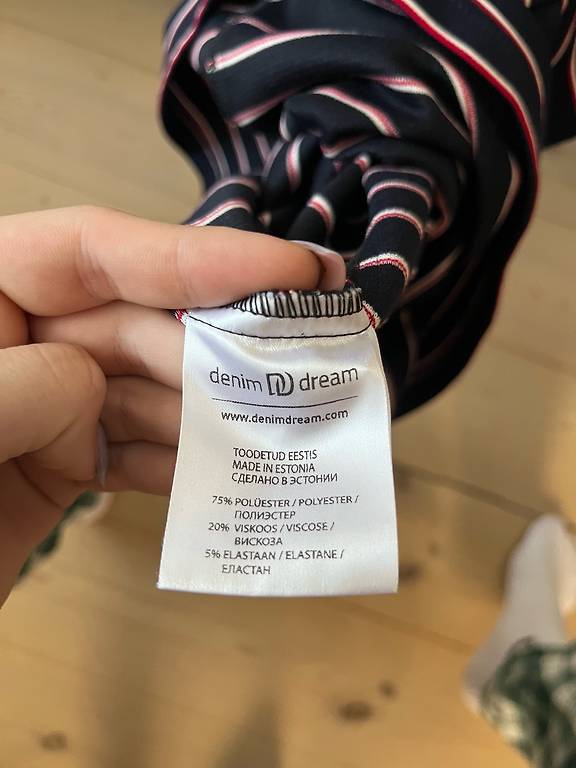 denim dream
www.denimdream.com
TOODETUD EESTIS
MADE IN ESTONIA
СДЕЛАНО В ЭСТОНИИ
75% POLÜESTER / POLYESTER /
ПОЛИЭСТЕР
20% VISKOOS / VISCOSE /
ВИСКОЗА
5% ELASTAAN / ELASTANE /
ЕЛАСТАН